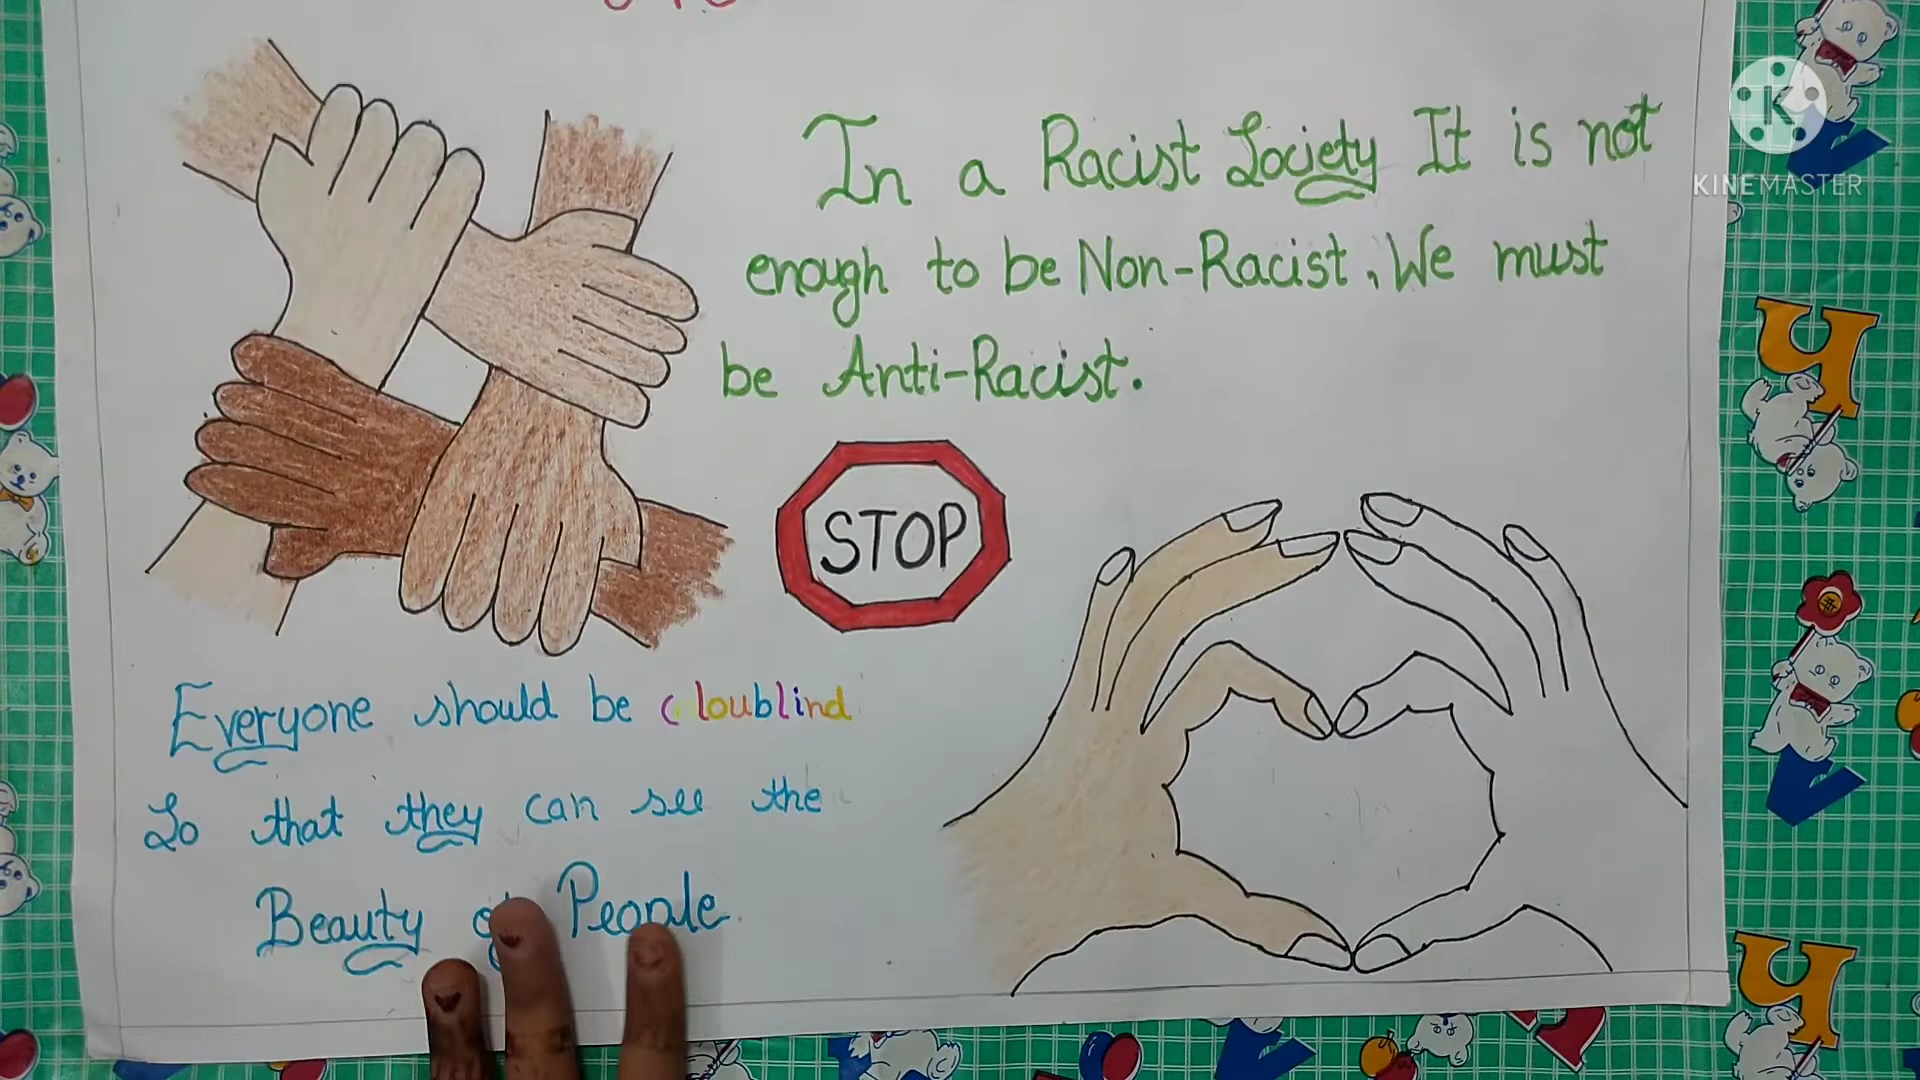 In a Racist Society It is not
enough to be Non-Racist. We must
be Anti-Racist.
STOP
Everyone should be cloublind
So that they can see the
Beauty of People
KINEMASTER